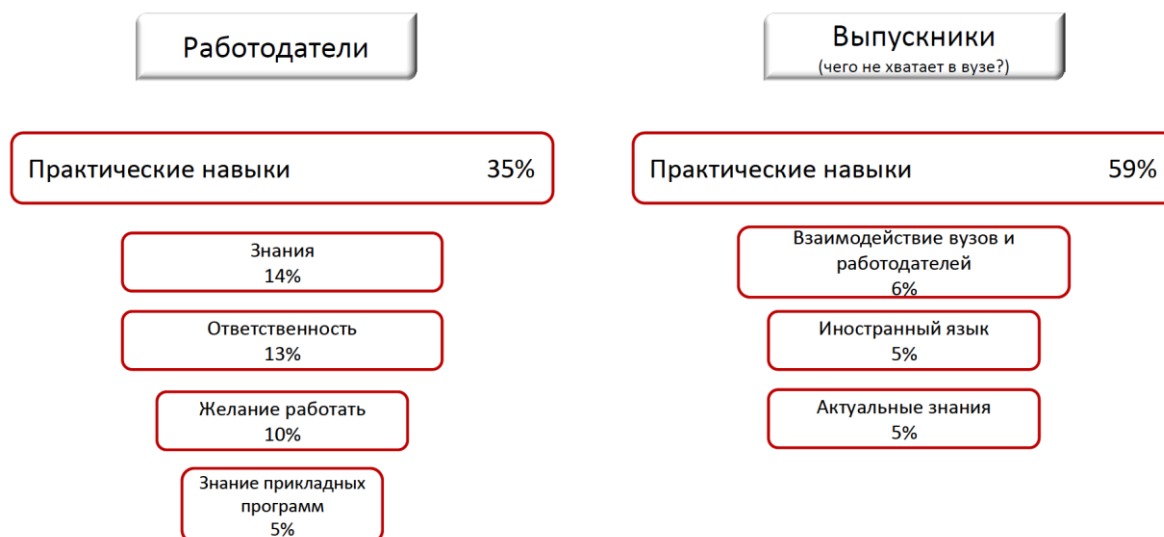 Работодатели
Практические навыки 35%
Знания
14%
Ответственность
13%
Желание работать
10%
Знание прикладных
программ
5%
Выпускники
(чего не хватает в вузе?)
Практические навыки 59%
Взаимодействие вузов и
работодателей
6%
Иностранный язык
5%
Актуальные знания
5%